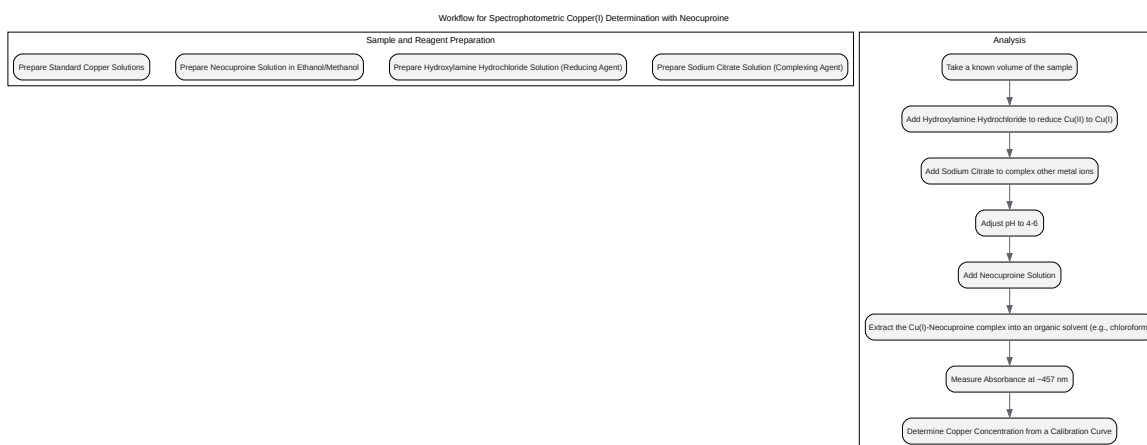 Workflow for Spectrophotometric Copper(I) Determination with Neocuproine
Sample and Reagent Preparation
Prepare Standard Copper Solutions
Prepare Neocuproine Solution in Ethanol/Methanol
Prepare Hydroxylamine Hydrochloride Solution (Reducing Agent)
Prepare Sodium Citrate Solution (Complexing Agent)
Analysis
Take a known volume of the sample
Add Hydroxylamine Hydrochloride to reduce Cu(II) to Cu(I)
Add Sodium Citrate to complex other metal ions
Adjust pH to 4-6
Add Neocuproine Solution
Extract the Cu(I)-Neocuproine complex into an organic solvent (e.g., chloroform
Measure Absorbance at ~457 nm
Determine Copper Concentration from a Calibration Curve